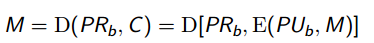 M = D(PR_b, C) = D[PR_b, E(PU_b, M)]